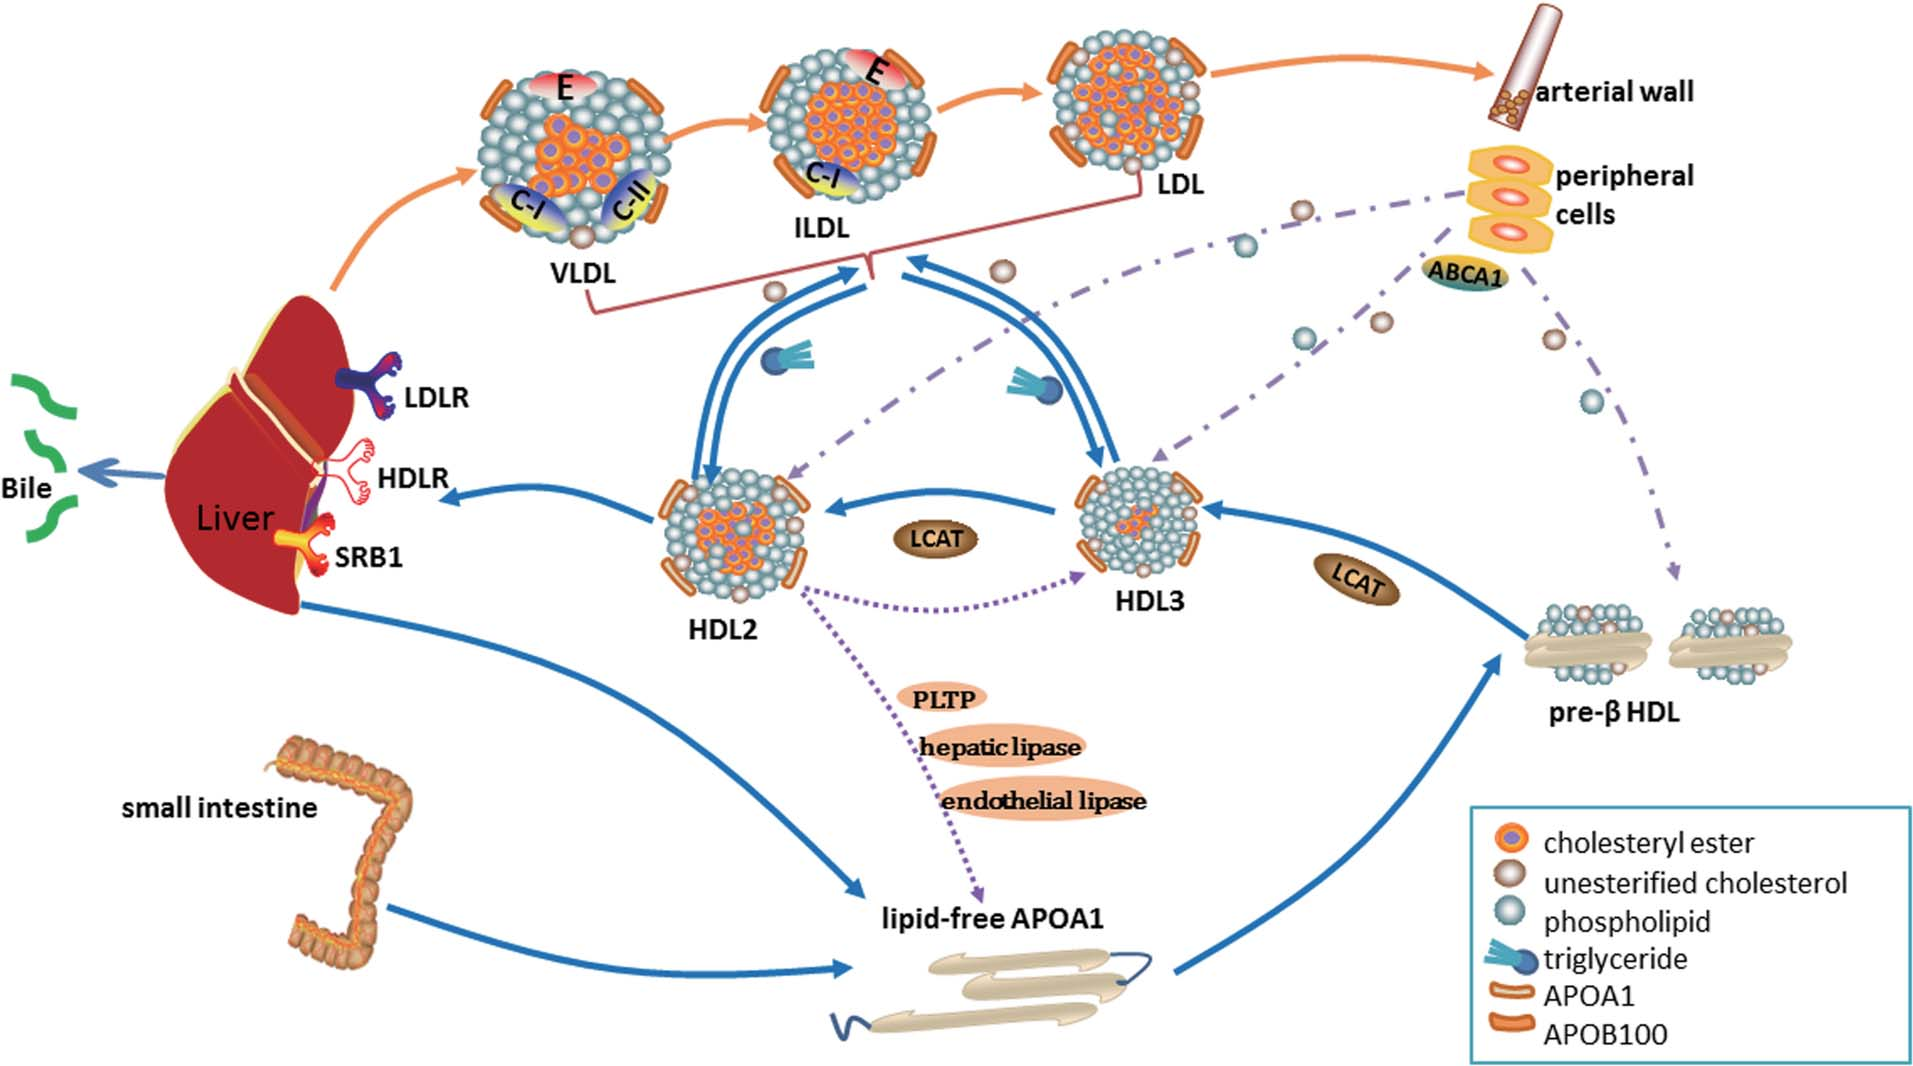 E
C-I
C-II
VLDL
E
C-I
ILDL
LDL
arterial wall
peripheral
cells
ABCA1
LDLR
HDLR
Liver
SRB1
Bile
HDL2
LCAT
HDL3
LCAT
pre-β HDL
PLTP
hepatic lipase
endothelial lipase
small intestine
lipid-free APOA1
cholesteryl ester
unesterified cholesterol
phospholipid
triglyceride
APOA1
APOB100